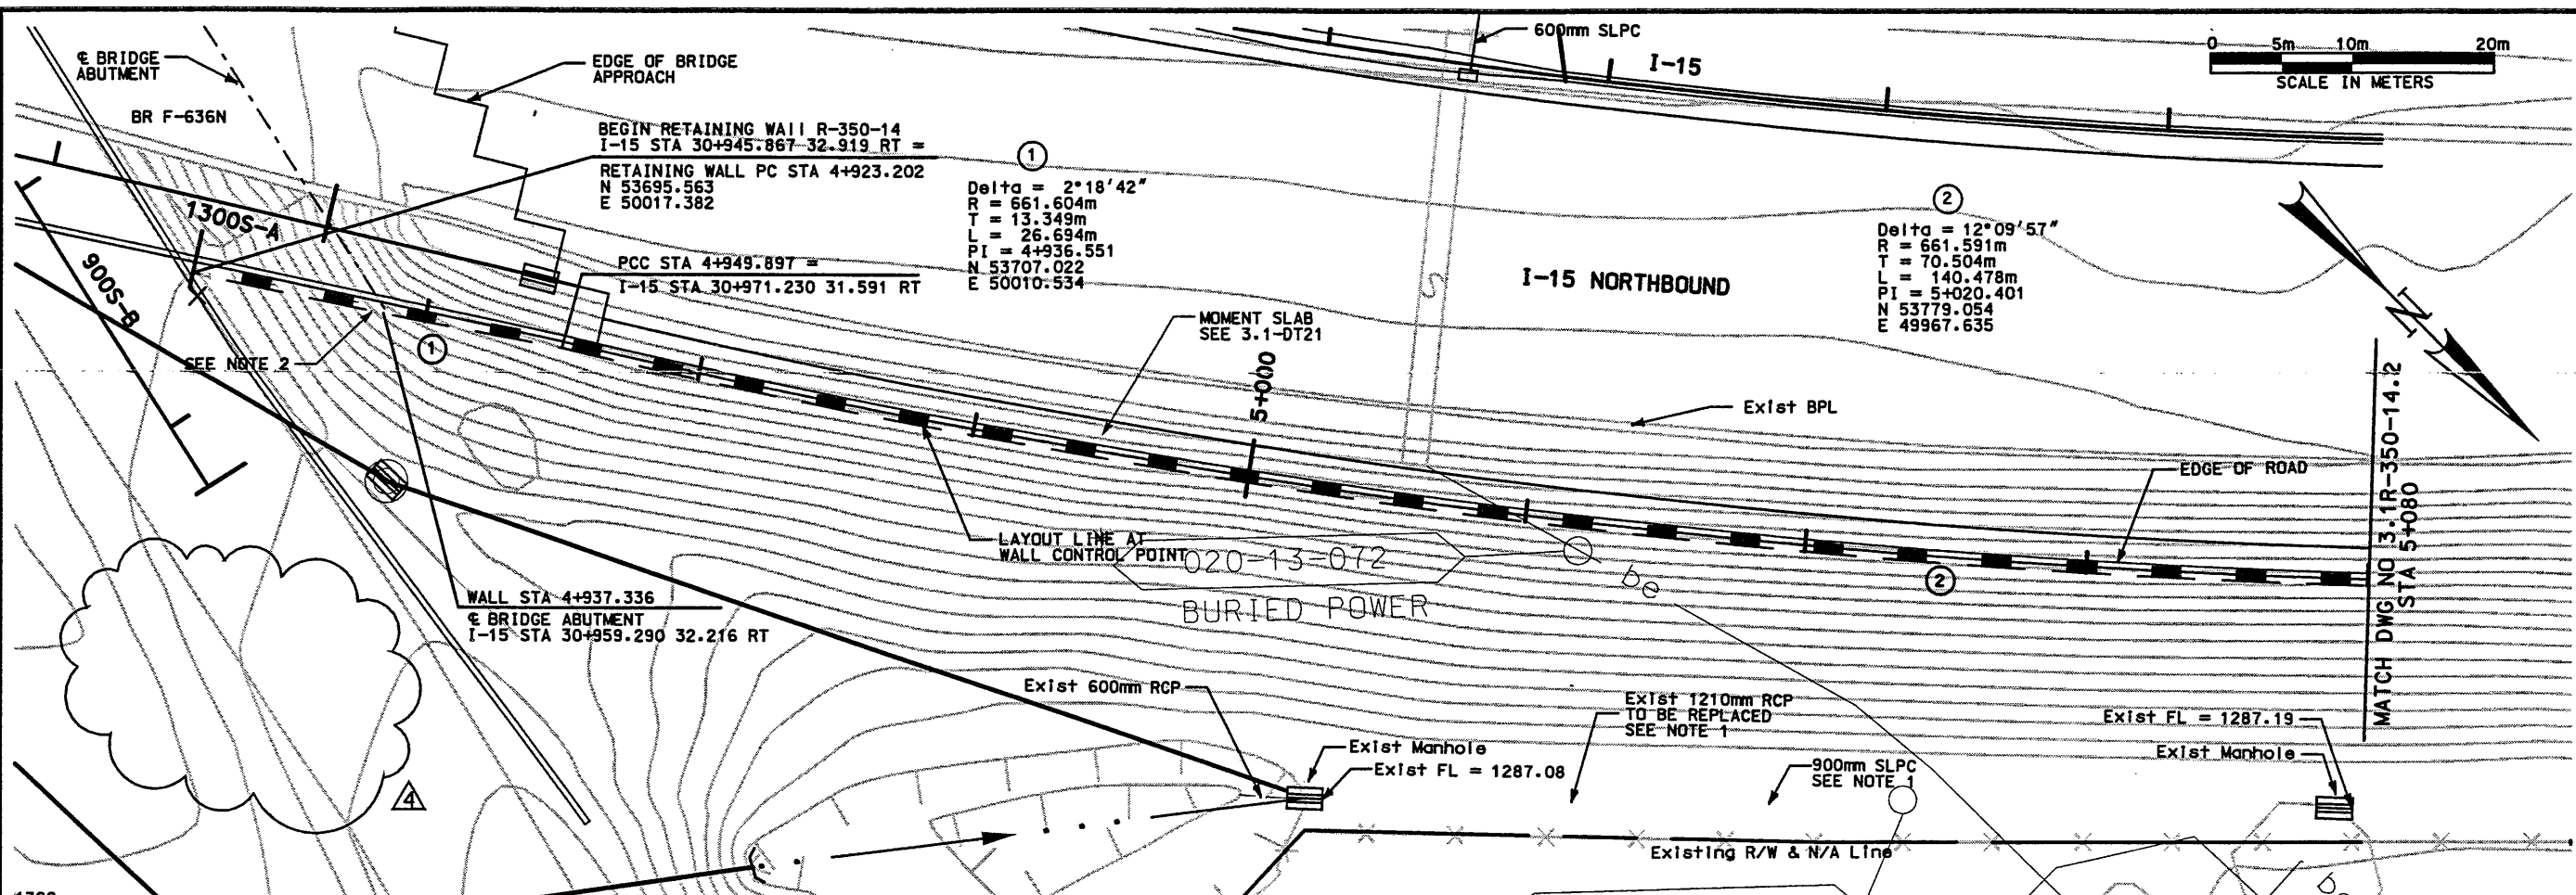 ℄ BRIDGE
ABUTMENT
BR F-636N
EDGE OF BRIDGE
APPROACH
600mm SLPC
I-15
0 5m 10m 20m
SCALE IN METERS
BEGIN RETAINING WAll R-350-14
I-15 STA 30+945.867 32.919 RT =
RETAINING WALL PC STA 4+923.202
N 53695.563
E 50017.382
1
Delta = 2°18'42"
R = 661.604m
T = 13.349m
L = 26.694m
PI = 4+936.551
N 53707.022
E 50010.534
2
Delta = 12°09'57"
R = 661.591m
T = 70.504m
L = 140.478m
PI = 5+020.401
N 53779.054
E 49967.635
1300S-A
900S-B
PCC STA 4+949.897 =
I-15 STA 30+971.230 31.591 RT
S
I-15 NORTHBOUND
N
MOMENT SLAB
SEE 3.1-DT21
SEE NOTE 2
1
5+000
Exist BPL
EDGE OF ROAD
MATCH DWG NO 3.1R-350-14.2
STA 5+080
LAYOUT LINE AT
WALL CONTROL POINT
020-13=072
BURIED POWER
be
2
WALL STA 4+937.336
℄ BRIDGE ABUTMENT
I-15 STA 30+959.290 32.216 RT
Exist 600mm RCP
Exist 1210mm RCP
TO BE REPLACED
SEE NOTE 1
Exist FL = 1287.19
Exist Manhole
Exist Manhole
Exist FL = 1287.08
900mm SLPC
SEE NOTE 1
4
Existing R/W & N/A Line